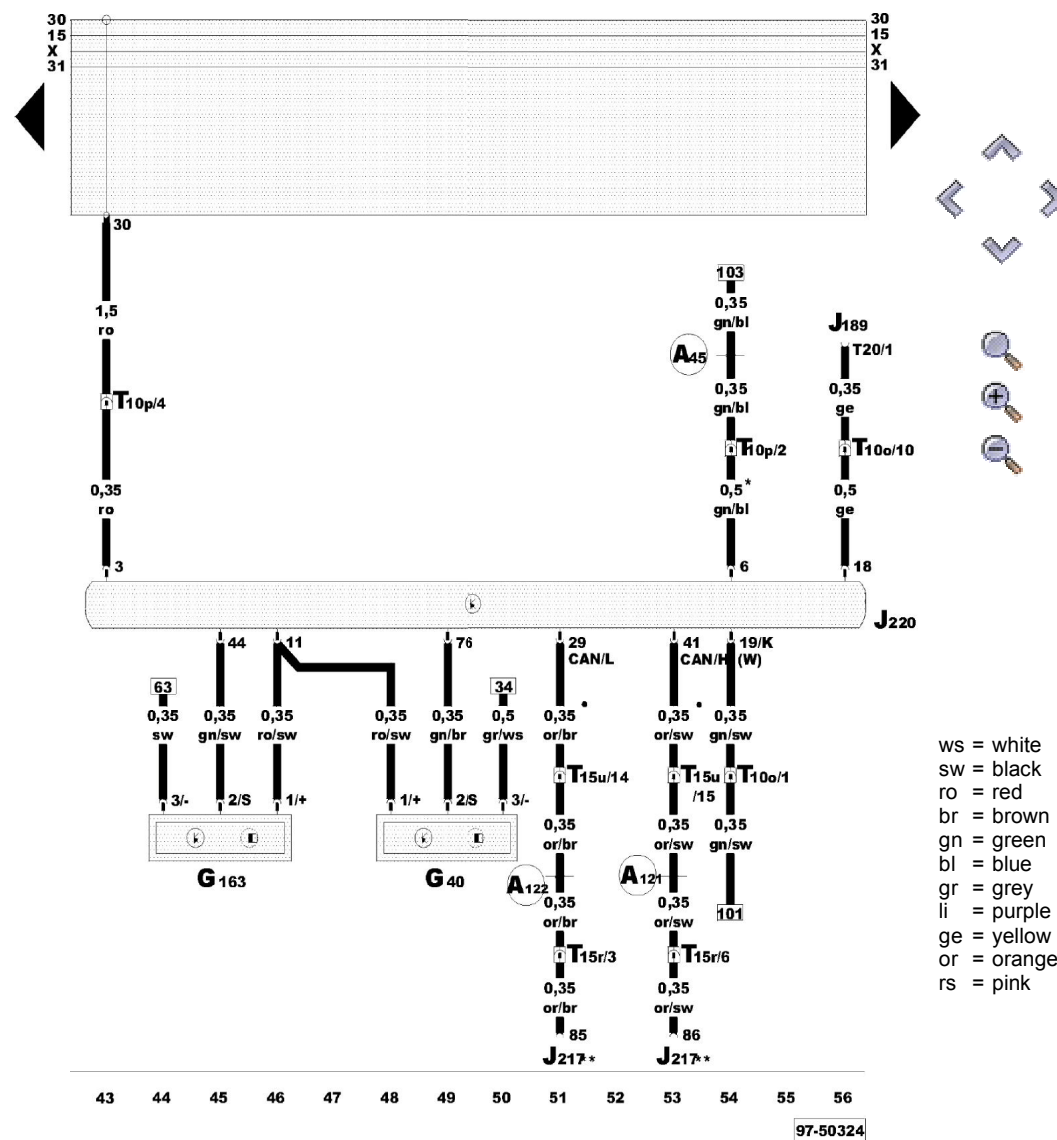 30 30
15 15
X X
31 31
30
103
0,35
gn/bl
1,5
ro
J189
A45
T20/1
0,35
gn/bl
0,35
ge
T10p/4
T10p/2
T10o/10
0,35
ro
0,5*
gn/bl
0,5
ge
3 6 18
J220
44 11 76 29 41 19/K
CAN/L CAN/H (W)
63 34
0,35 0,35 0,35 0,35 0,35 0,5 0,35 0,35 0,35
sw gn/sw ro/sw ro/sw gn/br gr/ws or/br or/sw gn/sw
T15u/14 T15u/15 T10o/1
3/- 2/S 1/+ 1/+ 2/S 3/-
0,35 0,35 0,35
or/br or/sw gn/sw
G163 G40 A122 A121
0,35 0,35
or/br or/sw
101
T15r/3 T15r/6
0,35 0,35
or/br or/sw
85 86
J217** J217**
43 44 45 46 47 48 49 50 51 52 53 54 55 56
97-50324
ws = white
sw = black
ro = red
br = brown
gn = green
bl = blue
gr = grey
li = purple
ge = yellow
or = orange
rs = pink